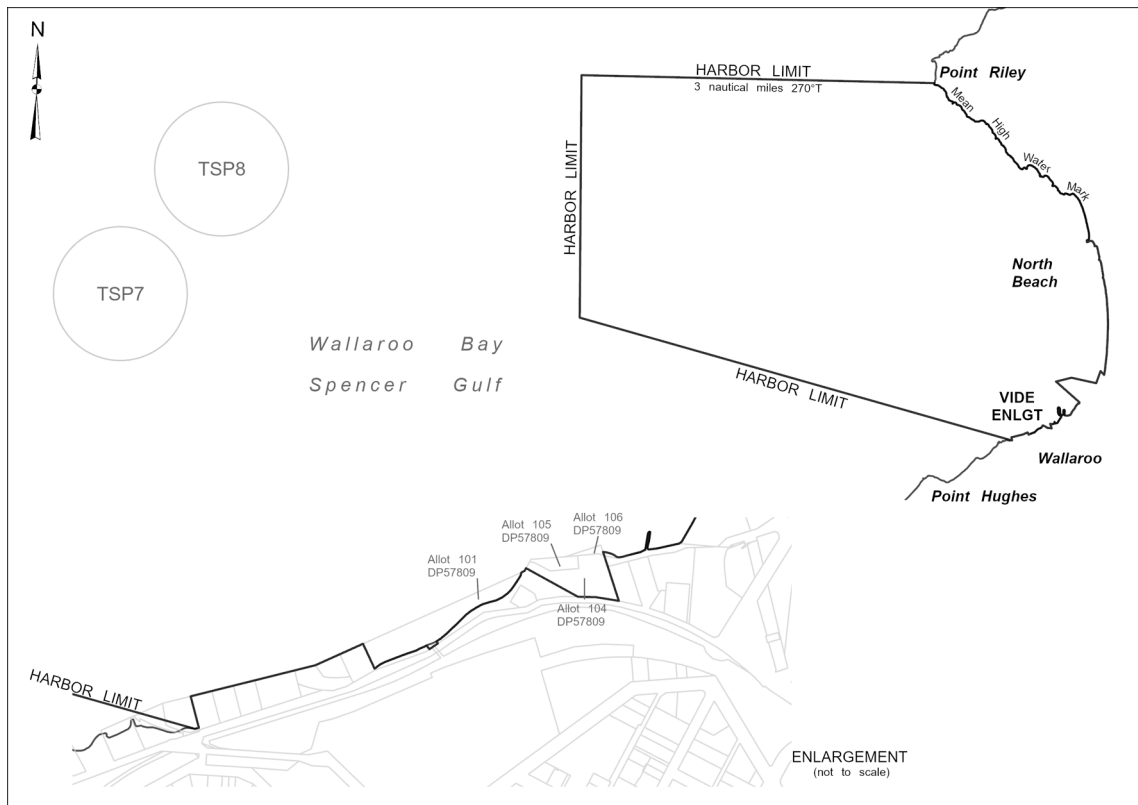 N
HARBOR LIMIT
3 nautical miles 270°T
Point Riley
Mean High Water Mark
TSP8
HARBOR LIMIT
TSP7
North
Beach
Wallaroo Bay
Spencer Gulf
HARBOR LIMIT
VIDE
ENLGT
Wallaroo
Point Hughes
Allot 105
DP57809
Allot 106
DP57809
Allot 101
DP57809
Allot 104
DP57809
HARBOR LIMIT
ENLARGEMENT
(not to scale)